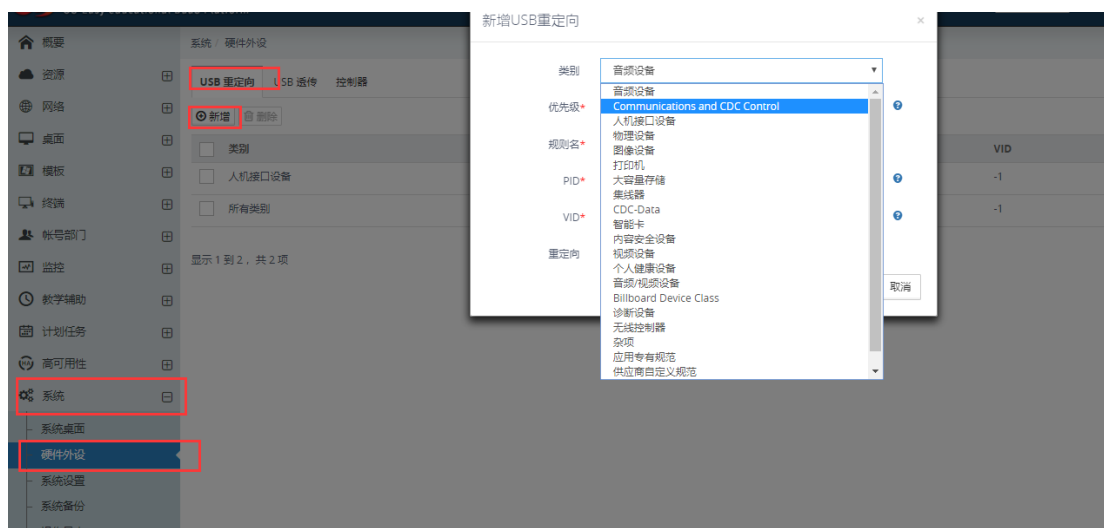 新增USB重定向
×
概要
系统 / 硬件外设
资源
USB 重定向 USB 透传 控制器
网络
新增 删除
桌面
类别 VID
模板
人机接口设备 -1
终端
所有类别 -1
帐号部门
监控
显示 1 到 2 , 共 2 项
教学辅助
计划任务
高可用性
系统
系统桌面
硬件外设
系统设置
系统备份
类别 音频设备
优先级*
规则名*
PID*
VID*
重定向
音频设备
Communications and CDC Control
人机接口设备
物理设备
图像设备
打印机
大容量存储
集线器
CDC-Data
智能卡
内容安全设备
视频设备
个人健康设备
音频/视频设备
Billboard Device Class
诊断设备
无线控制器
杂项
应用专有规范
供应商自定义规范
取消